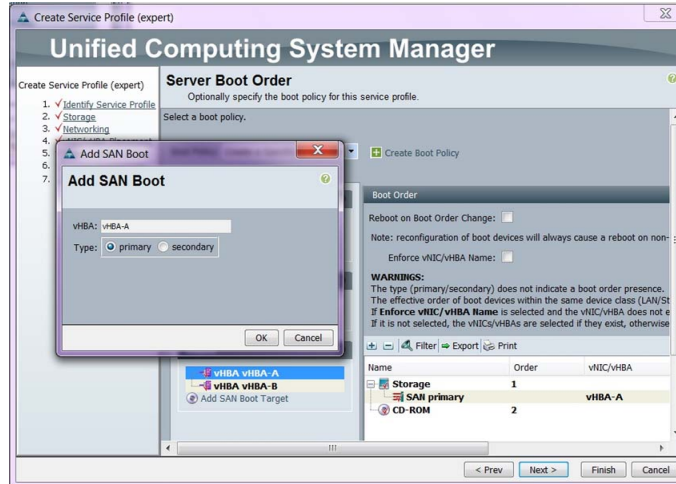 Create Service Profile (expert)
Unified Computing System Manager
Create Service Profile (expert)
1. √Identify Service Profile
2. √Storage
3. √Networking
4.
5.
6.
7.
Server Boot Order
Optionally specify the boot policy for this service profile.
Select a boot policy.
Create Boot Policy
Add SAN Boot
Add SAN Boot
vHBA: vHBA-A
Type: primary secondary
OK Cancel
Boot Order
Reboot on Boot Order Change:
Note: reconfiguration of boot devices will always cause a reboot on non-
Enforce vNIC/vHBA Name:
WARNINGS:
The type (primary/secondary) does not indicate a boot order presence.
The effective order of boot devices within the same device class (LAN/St
If Enforce vNIC/vHBA Name is selected and the vNIC/vHBA does not e
If it is not selected, the vNICs/vHBAs are selected if they exist, otherwise
Filter Export Print
Name Order vNIC/vHBA
Storage 1
SAN primary vHBA-A
CD-ROM 2
vHBA vHBA-A
vHBA vHBA-B
Add SAN Boot Target
< Prev Next > Finish Cancel